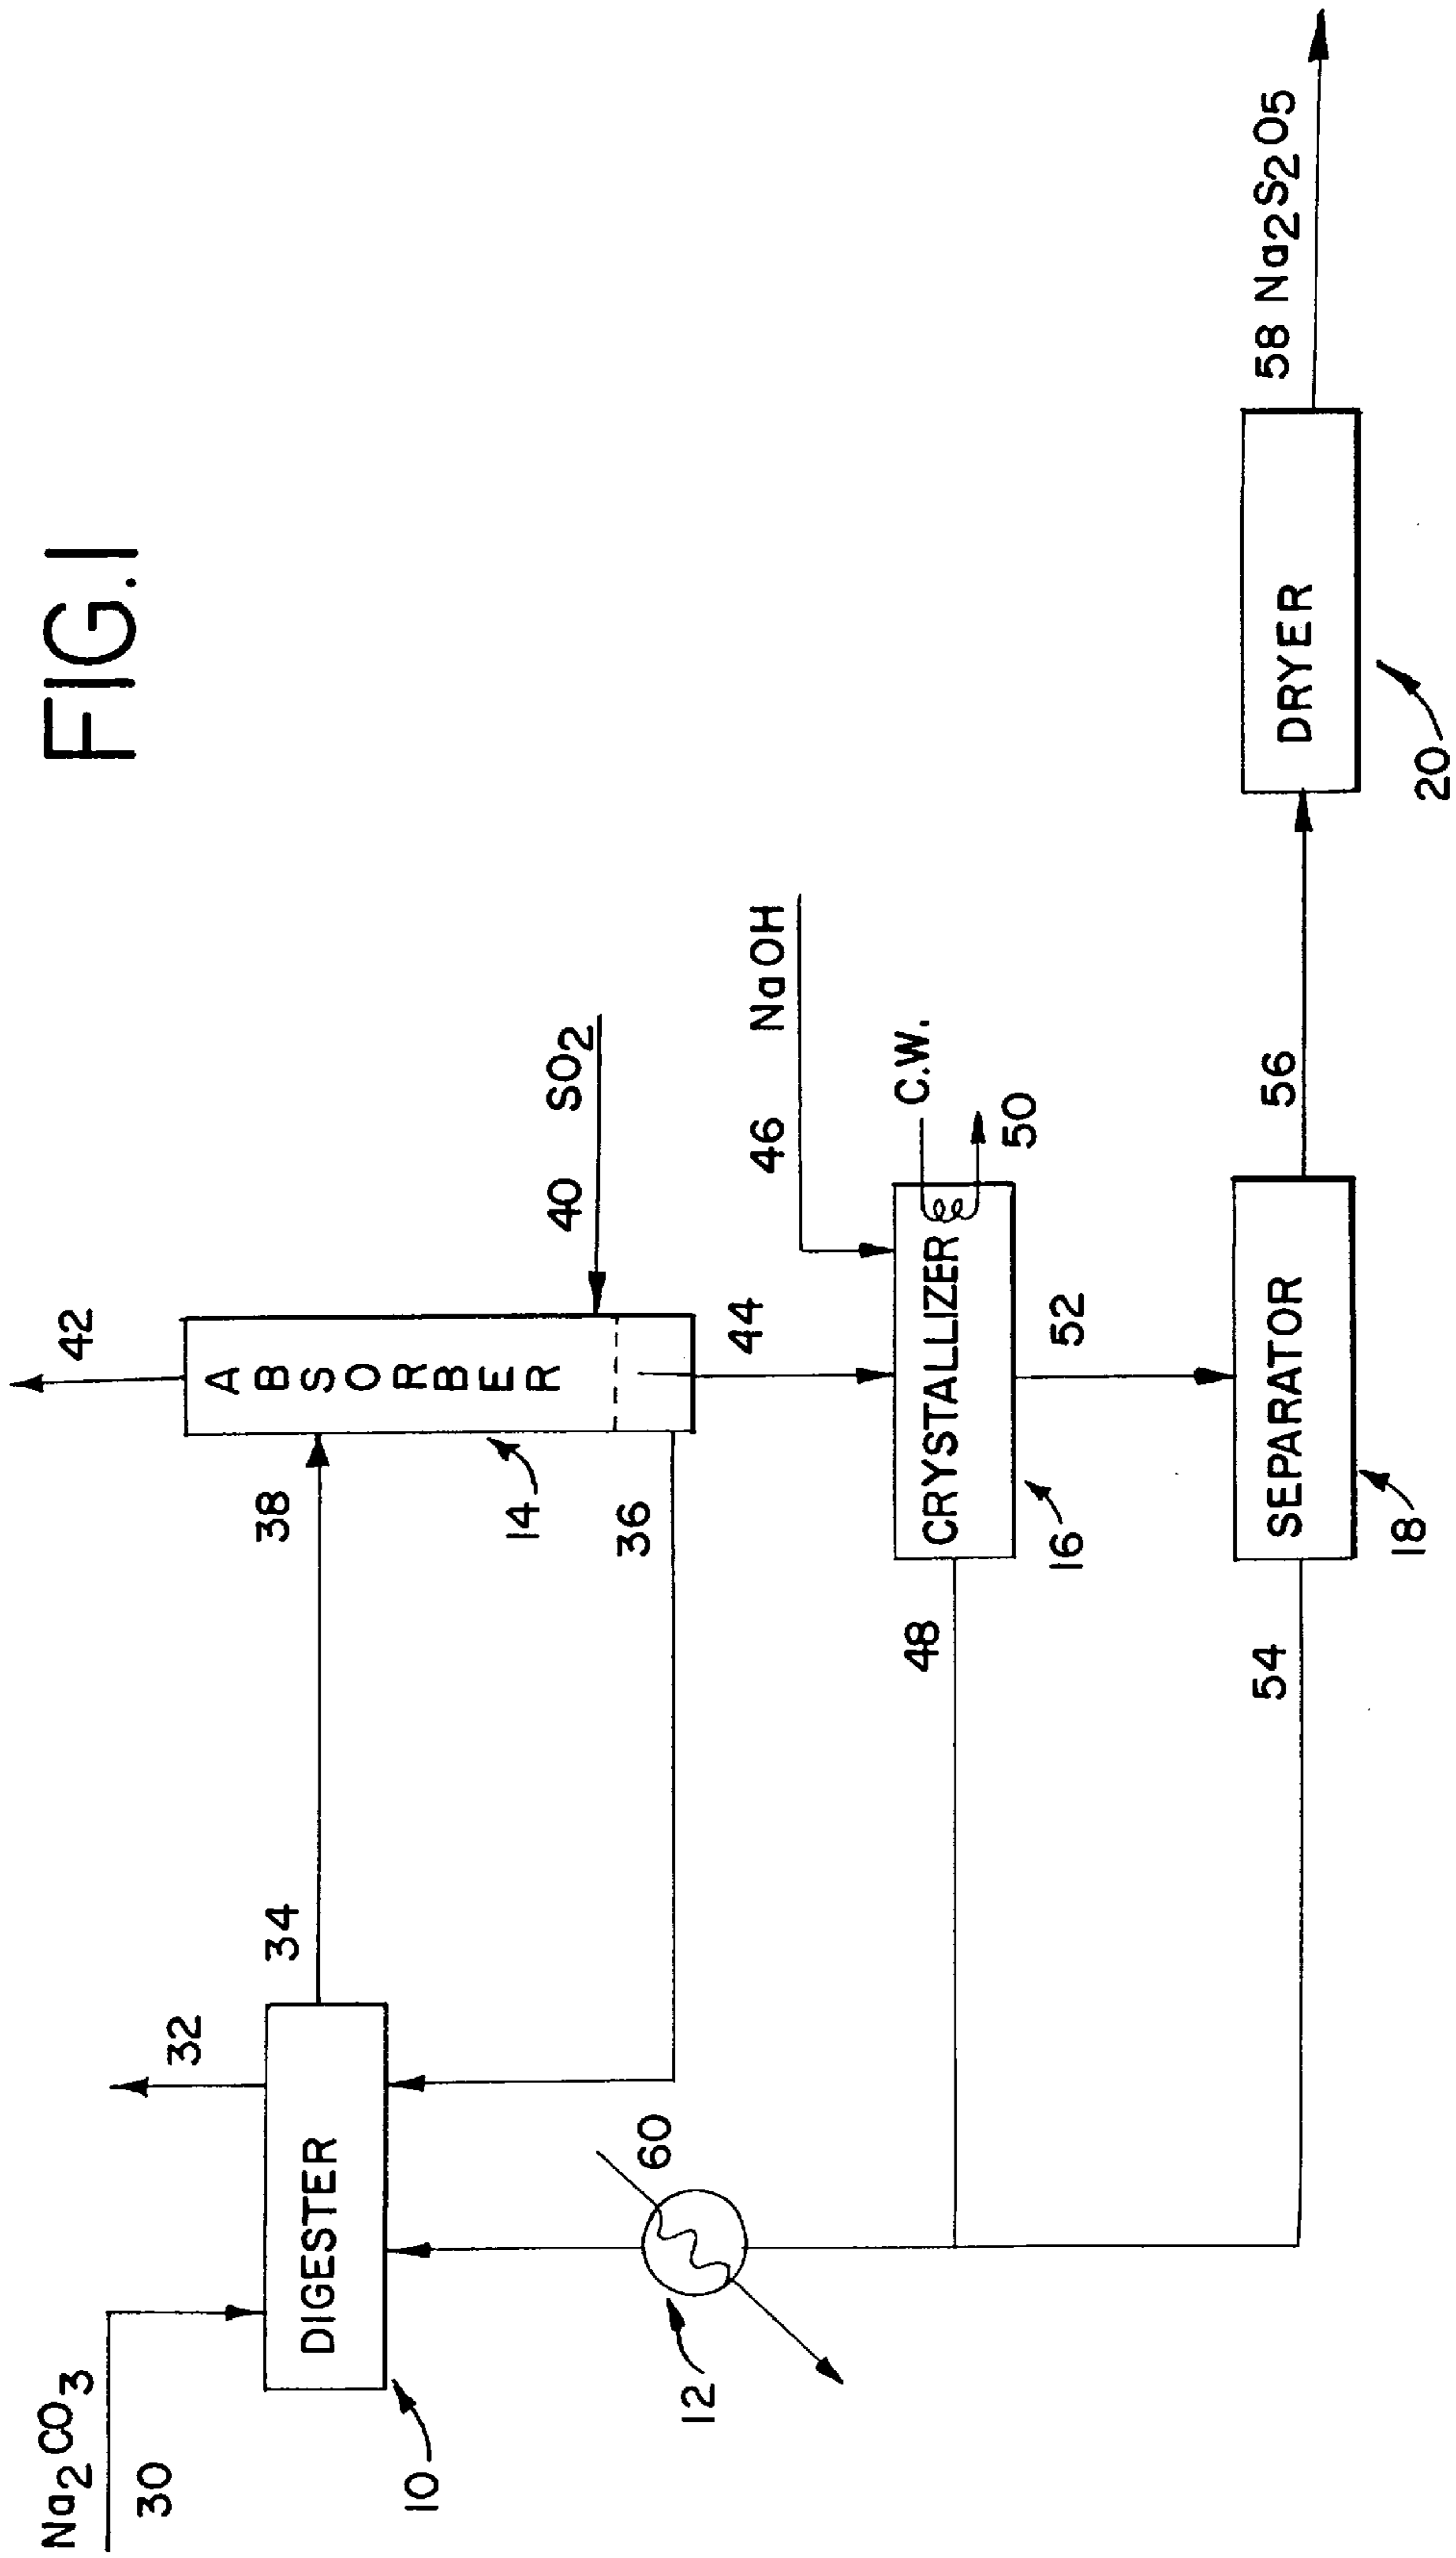 FIG.1
Na2CO3
30
32
DIGESTER
10
34
38
42
ABSORBER
14
36
40 SO2
44
46 NaOH
C.W.
50
CRYSTALLIZER
16
48
60
12
52
SEPARATOR
18
54
56
DRYER
20
58 Na2S2O5